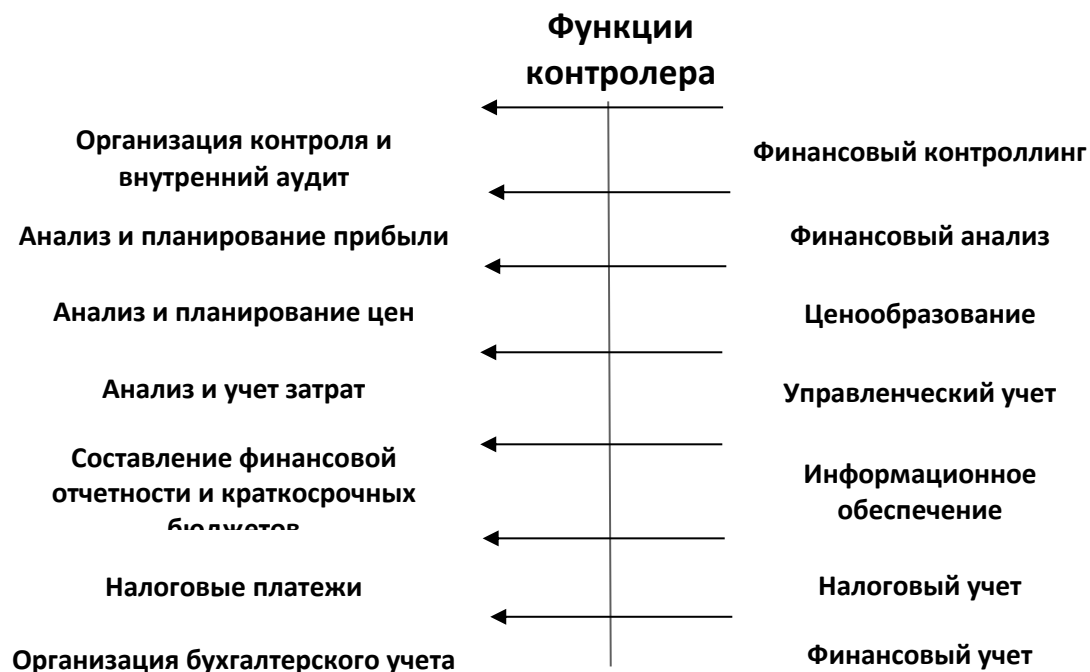 Функции
контролера
Организация контроля и
внутренний аудит
Финансовый контроллинг
Анализ и планирование прибыли
Финансовый анализ
Анализ и планирование цен
Ценообразование
Анализ и учет затрат
Управленческий учет
Составление финансовой
отчетности и краткосрочных
бюджетов
Информационное
обеспечение
Налоговые платежи
Налоговый учет
Организация бухгалтерского учета
Финансовый учет